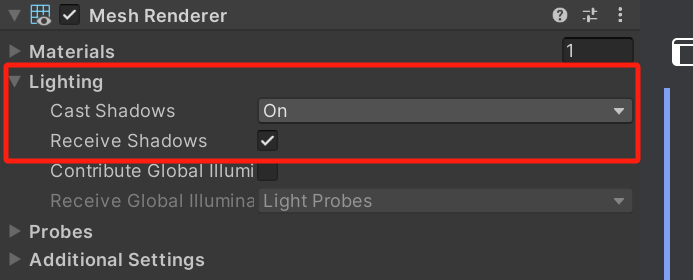 Mesh Renderer
Materials 1
Lighting
Cast Shadows On
Receive Shadows
Contribute Global Illumi
Receive Global Illumina Light Probes
Probes
Additional Settings